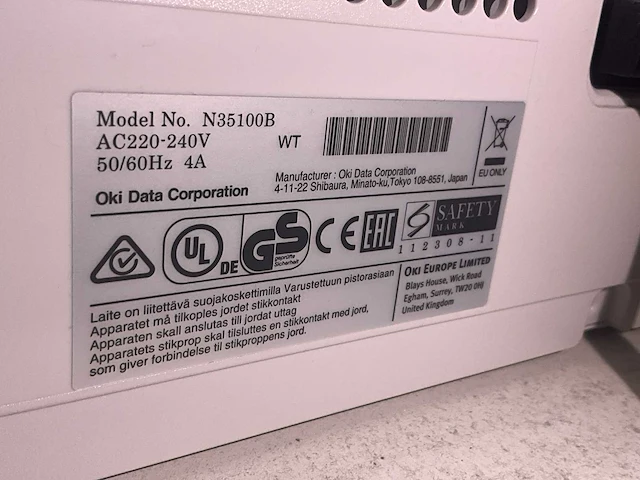 Model No. N35100B
AC220-240V WT
50/60Hz 4A
Manufacturer : Oki Data Corporation
4-11-22 Shibaura, Minato-ku,Tokyo 108-8551, Japan
EU ONLY
Oki Data Corporation
UL DE
GS geprüfte Sicherheit
CE EAC
S SAFETY
MARK
112308-11
OKI EUROPE LIMITED
Blays House, Wick Road
Egham, Surrey, TW20 0HJ
United Kingdom
Laite on liitettävä suojakoskettimilla Varustettuun pistorasiaan
Apparatet må tilkoples jordet stikkontakt
Apparaten skall anslutas till jordat uttag
Apparatets stikprop skal tilsluttes en stikkontakt med jord,
som giver forbindelse til stikproppens jord.